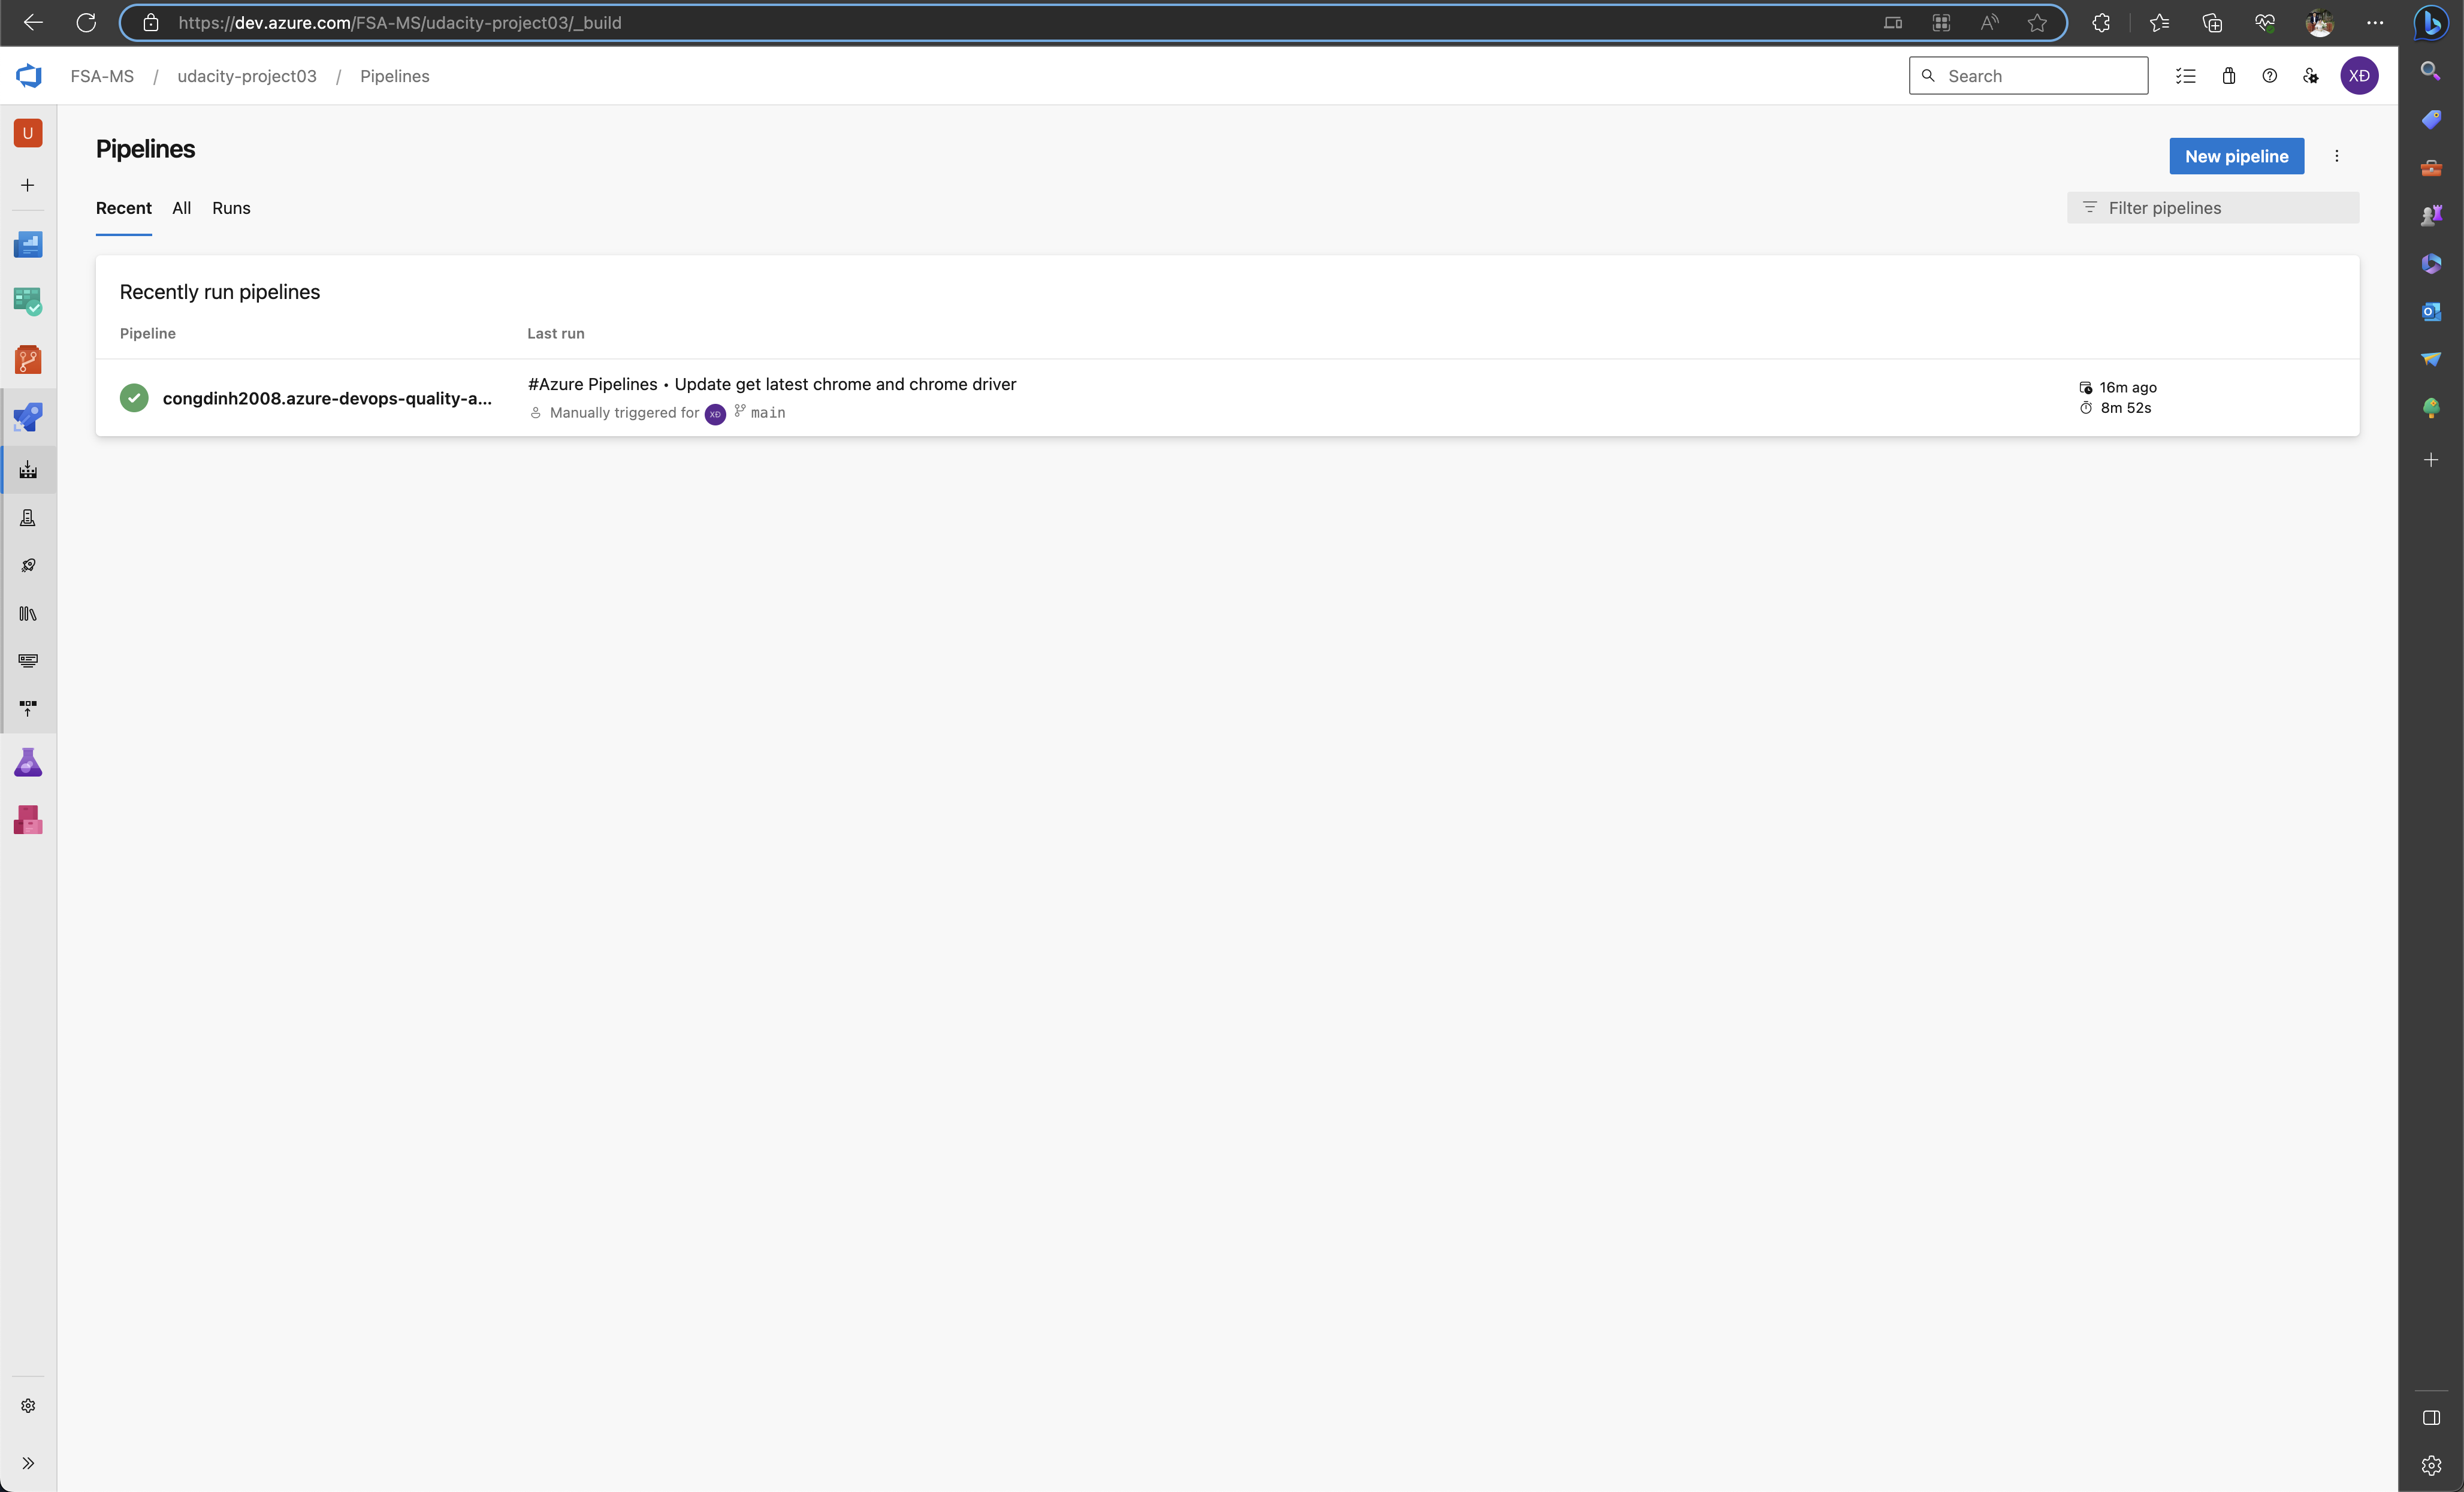 https://dev.azure.com/FSA-MS/udacity-project03/_build
FSA-MS / udacity-project03 / Pipelines
Search
XĐ
U
Pipelines
New pipeline
Recent All Runs
Filter pipelines
Recently run pipelines
Pipeline Last run
congdinh2008.azure-devops-quality-a...
#Azure Pipelines • Update get latest chrome and chrome driver
Manually triggered for XĐ main
16m ago
8m 52s